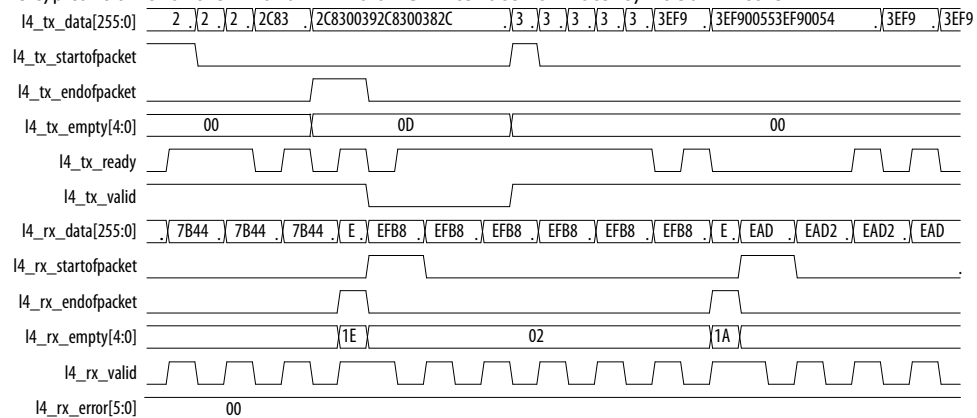 l4_tx_data[255:0] 2 . 2 . 2 . 2C83 2C8300392C8300382C . 3 . 3 . 3 . 3 . 3 . 3EF9 . 3EF900553EF90054 . 3EF9 . 3EF9
l4_tx_startofpacket
l4_tx_endofpacket
l4_tx_empty[4:0] 00 0D 00
l4_tx_ready
l4_tx_valid
l4_rx_data[255:0] . 7B44 . 7B44 . 7B44 . E . EFB8 . EFB8 . EFB8 . EFB8 . EFB8 . EFB8 . E . EAD . EAD2 . EAD2 . EAD
l4_rx_startofpacket .
l4_rx_endofpacket
l4_rx_empty[4:0] 1E 02 1A
l4_rx_valid
l4_rx_error[5:0] 00